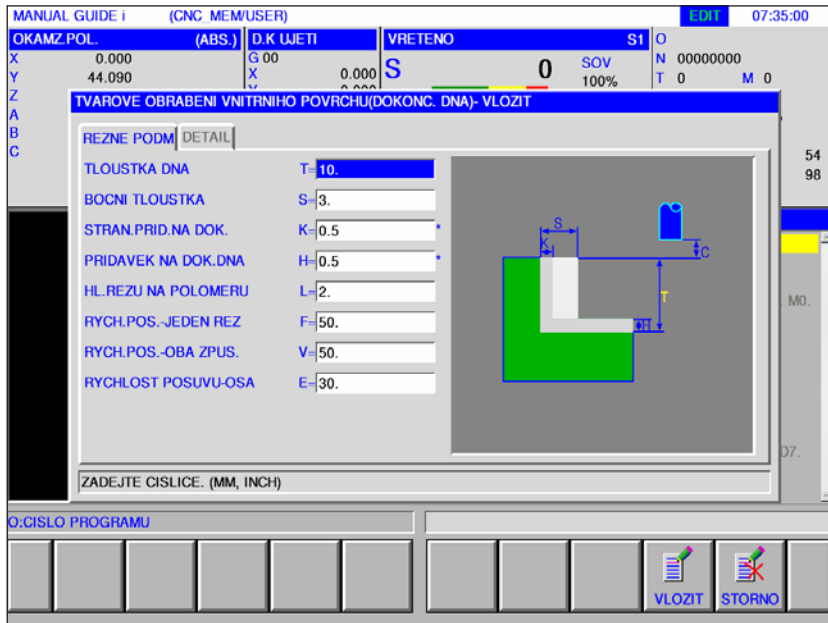 MANUAL GUIDE i (CNC_MEM/USER) EDIT 07:35:00
OKAMZ.POL. (ABS.) D.K UJETI VRETENO S1 O
X 0.000 G 00 S 0 SOV N 00000000
Y 44.090 X 0.000 100% T 0 M 0
Z
A
B
C
54
98
TVAROVE OBRABENI VNITRNIHO POVRCHU(DOKONC. DNA)- VLOZIT
REZNE PODM DETAIL
TLOUSTKA DNA T= 10.
BOCNI TLOUSTKA S= 3.
STRAN.PRID.NA DOK. K= 0.5 *
PRIDAVEK NA DOK.DNA H= 0.5 *
HL.REZU NA POLOMERU L= 2.
RYCH.POS.-JEDEN REZ F= 50.
RYCH.POS.-OBA ZPUS. V= 50.
RYCHLOST POSUVU-OSA E= 30.
S
K
C
T
H
M0.
D7.
ZADEJTE CISLICE. (MM, INCH)
O:CISLO PROGRAMU
VLOZIT STORNO